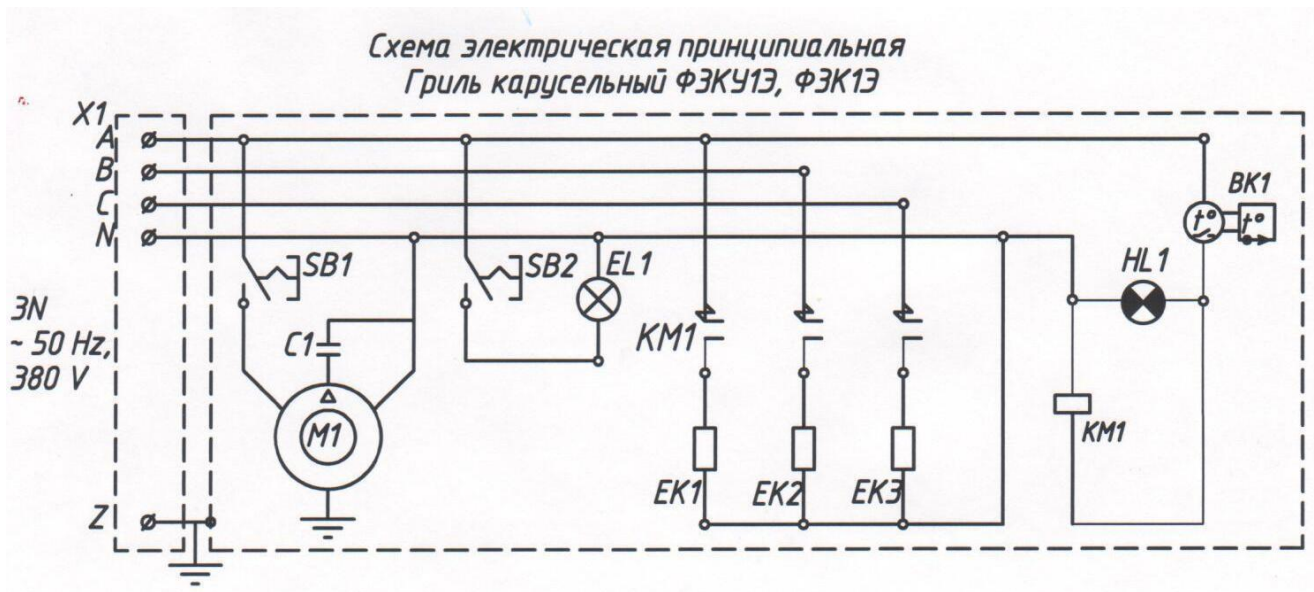 Схема электрическая принципиальная
Гриль карусельный ФЗКУ1Э, ФЗК1Э
X1
A
B
C
N
3N
~ 50 Hz,
380 V
Z
SB1
C1
M1
SB2
EL1
KM1
EK1
EK2
EK3
HL1
KM1
BK1
t°
t°